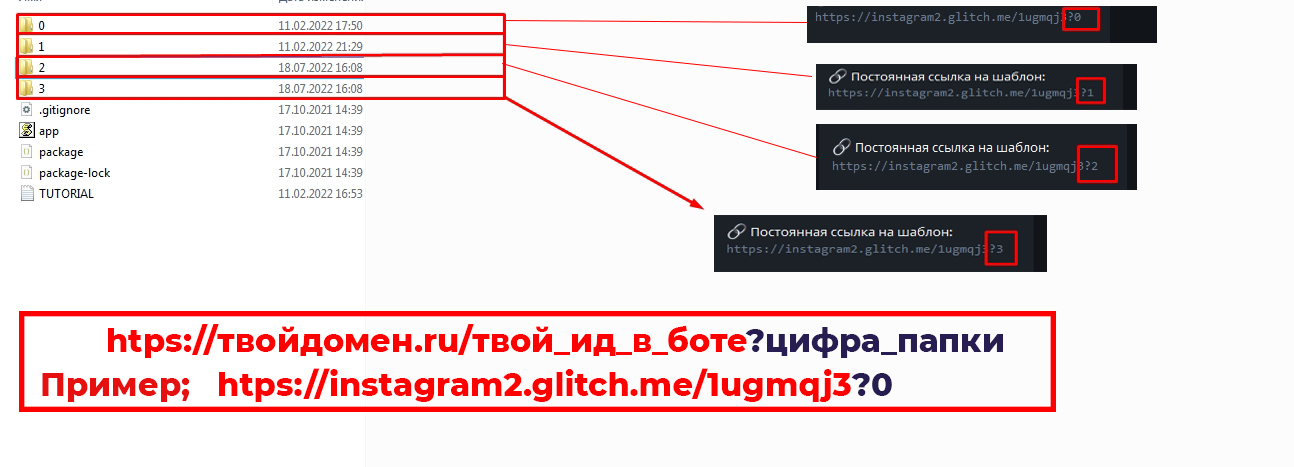 0 11.02.2022 17:50
1 11.02.2022 21:29
2 18.07.2022 16:08
3 18.07.2022 16:08
.gitignore 17.10.2021 14:39
app 17.10.2021 14:39
package 17.10.2021 14:39
package-lock 17.10.2021 14:39
TUTORIAL 11.02.2022 16:53
https://instagram2.glitch.me/1ugmqj3?0
Постоянная ссылка на шаблон:
https://instagram2.glitch.me/1ugmqj3?1
Постоянная ссылка на шаблон:
https://instagram2.glitch.me/1ugmqj3?2
Постоянная ссылка на шаблон:
https://instagram2.glitch.me/1ugmqj3?3
htps://твойдомен.ru/твой_ид_в_боте?цифра_папки
Пример; htps://instagram2.glitch.me/1ugmqj3?0